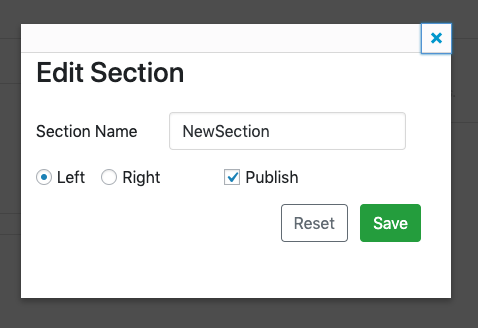 Edit Section
Section Name NewSection
Left Right Publish
Reset Save